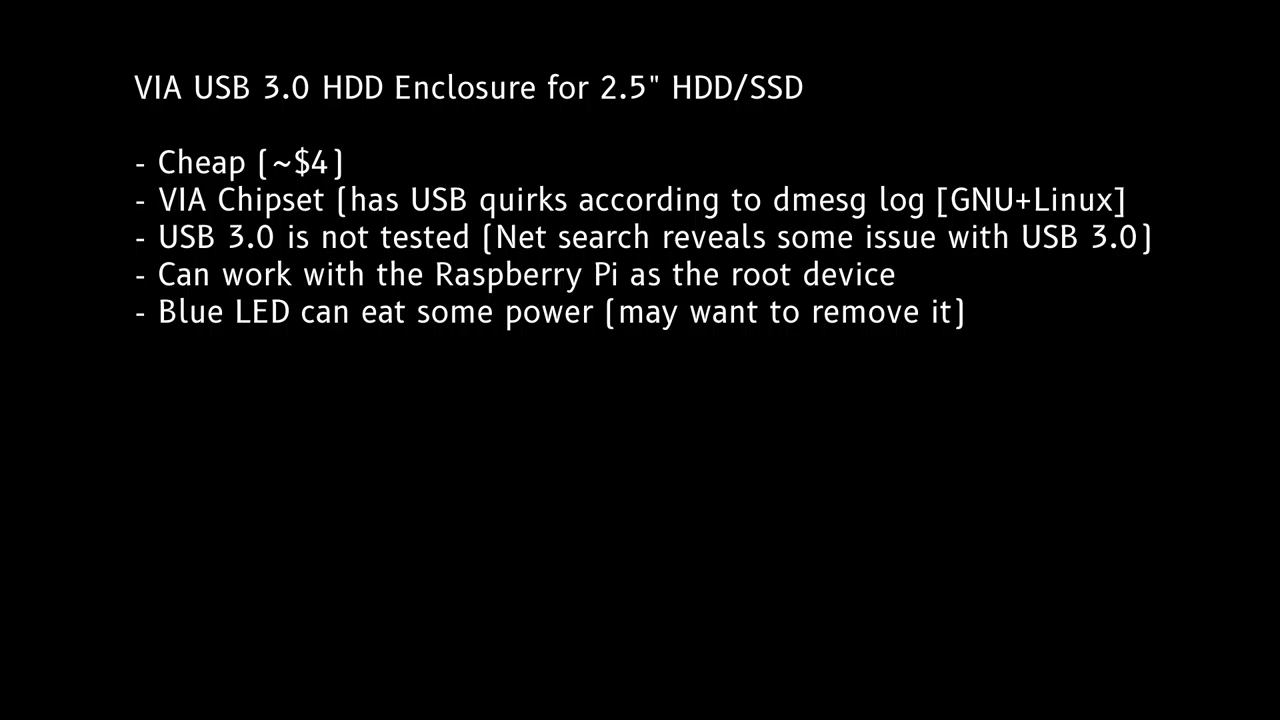 VIA USB 3.0 HDD Enclosure for 2.5" HDD/SSD
- Cheap (~$4)
- VIA Chipset (has USB quirks according to dmesg log [GNU+Linux]
- USB 3.0 is not tested (Net search reveals some issue with USB 3.0)
- Can work with the Raspberry Pi as the root device
- Blue LED can eat some power (may want to remove it)